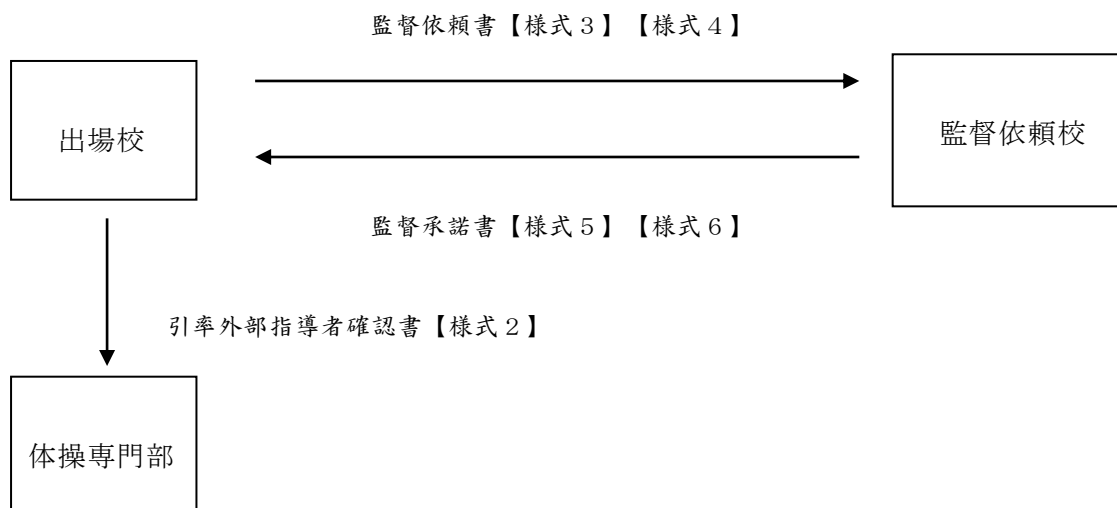 監督依頼書【様式３】【様式４】
出場校
監督依頼校
監督承諾書【様式５】【様式６】
引率外部指導者確認書【様式２】
体操専門部